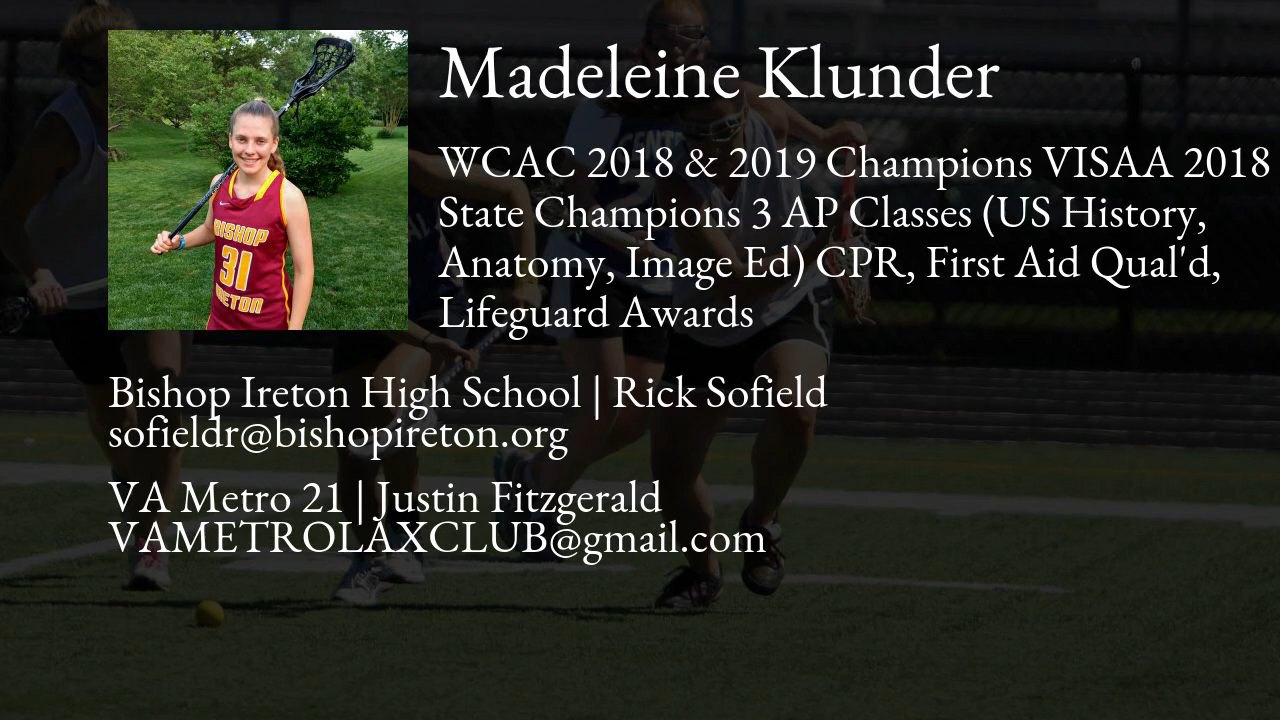 Madeleine Klunder
WCAC 2018 & 2019 Champions VISAA 2018
State Champions 3 AP Classes (US History,
Anatomy, Image Ed) CPR, First Aid Qual'd,
Lifeguard Awards
BISHOP
31
IRETON
Bishop Ireton High School | Rick Sofield
sofieldr@bishopireton.org
VA Metro 21 | Justin Fitzgerald
VAMETROLAXCLUB@gmail.com